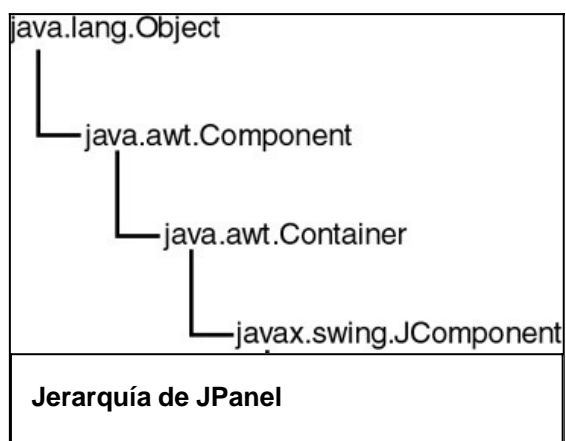 java.lang.Object
java.awt.Component
java.awt.Container
javax.swing.JComponent
Jerarquía de JPanel